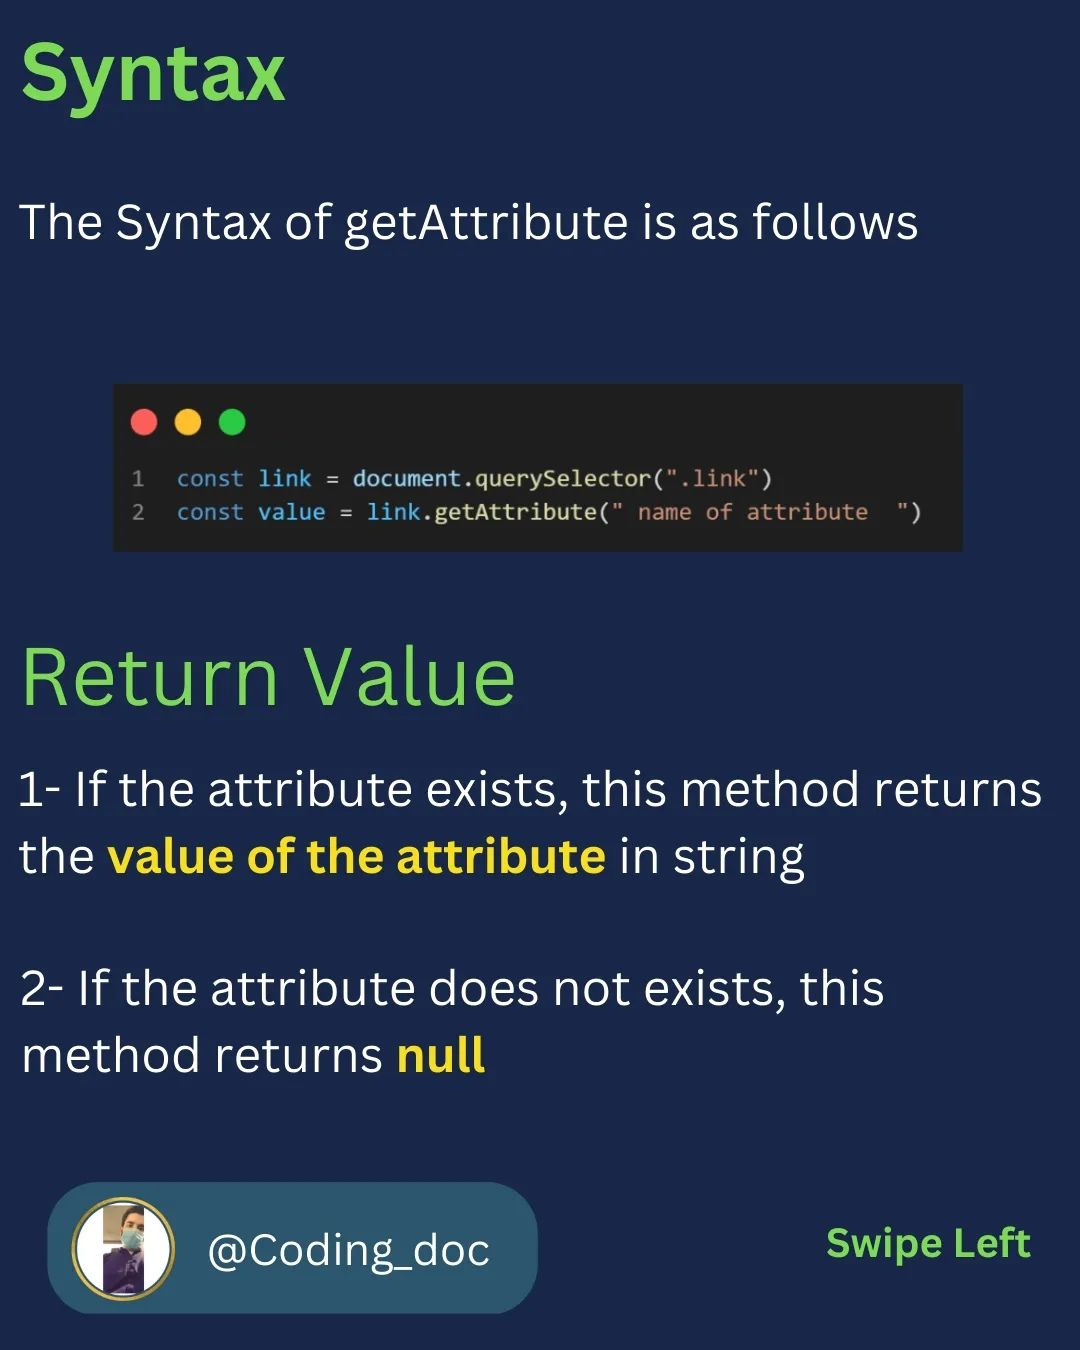 Syntax
The Syntax of getAttribute is as follows
1 const link = document.querySelector(".link")
2 const value = link.getAttribute(" name of attribute  ")
Return Value
1- If the attribute exists, this method returns
the value of the attribute in string
2- If the attribute does not exists, this
method returns null
@Coding_doc
Swipe Left